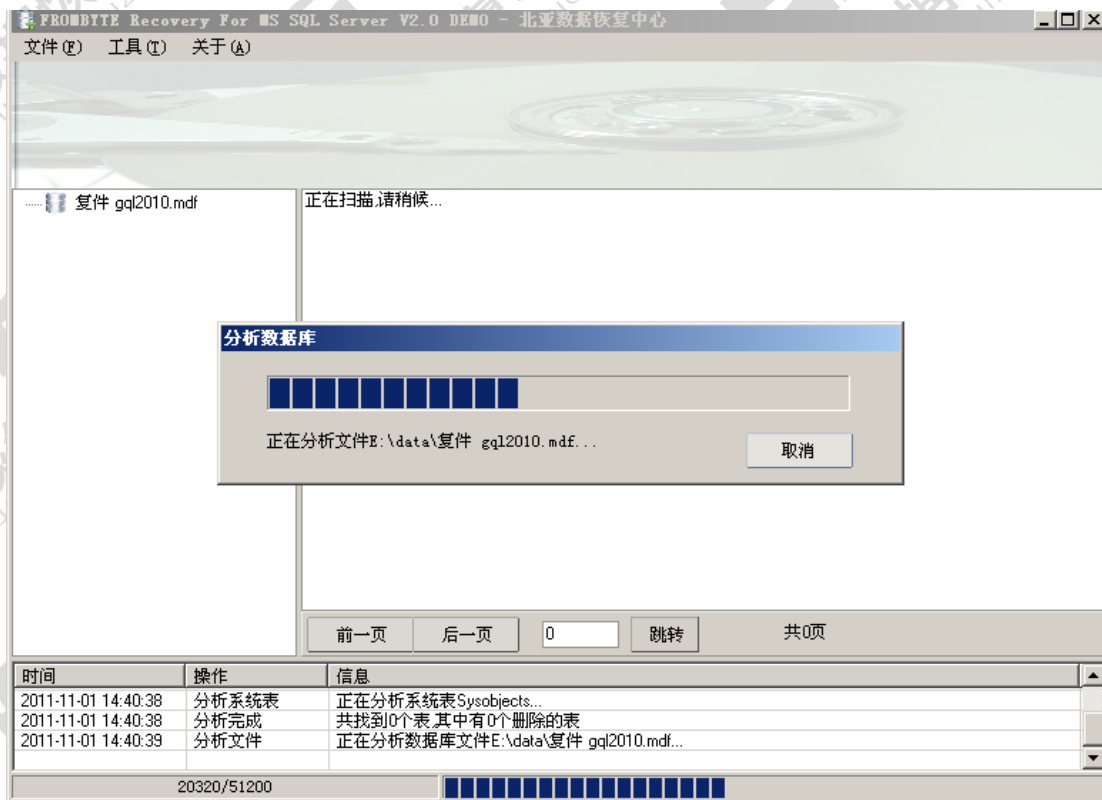 FROMBYTE Recovery For MS SQL Server V2.0 DEMO - 北亚数据恢复中心
文件(F) 工具(T) 关于(A)
复件 gql2010.mdf
正在扫描,请稍候...
分析数据库
正在分析文件E:\data\复件 gql2010.mdf...
取消
前一页 后一页 0 跳转 共0页
时间 操作 信息
2011-11-01 14:40:38 分析系统表 正在分析系统表Sysobjects...
2011-11-01 14:40:38 分析完成 共找到0个表,其中有0个删除的表
2011-11-01 14:40:39 分析文件 正在分析数据库文件E:\data\复件 gql2010.mdf...
20320/51200